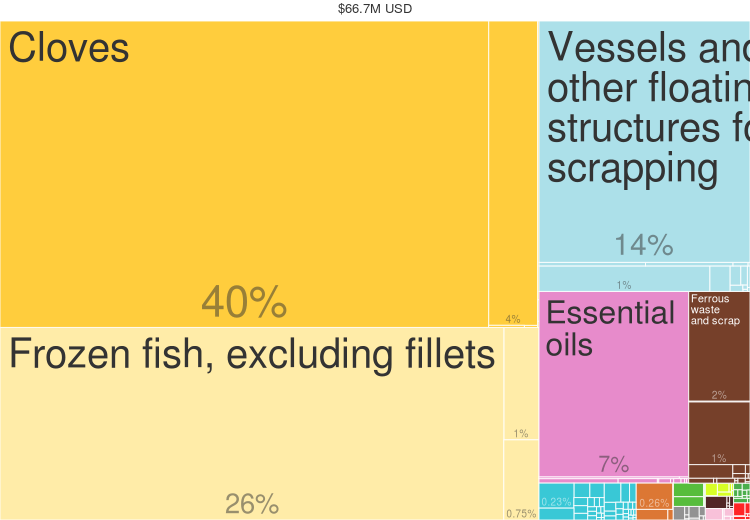 $66.7M USD
Cloves
40%
4%
Frozen fish, excluding fillets
26%
1%
0.75%
Vessels and
other floatin
structures fo
scrapping
14%
1%
Essential
oils
7%
Ferrous
waste
and scrap
2%
1%
0.23%
0.26%